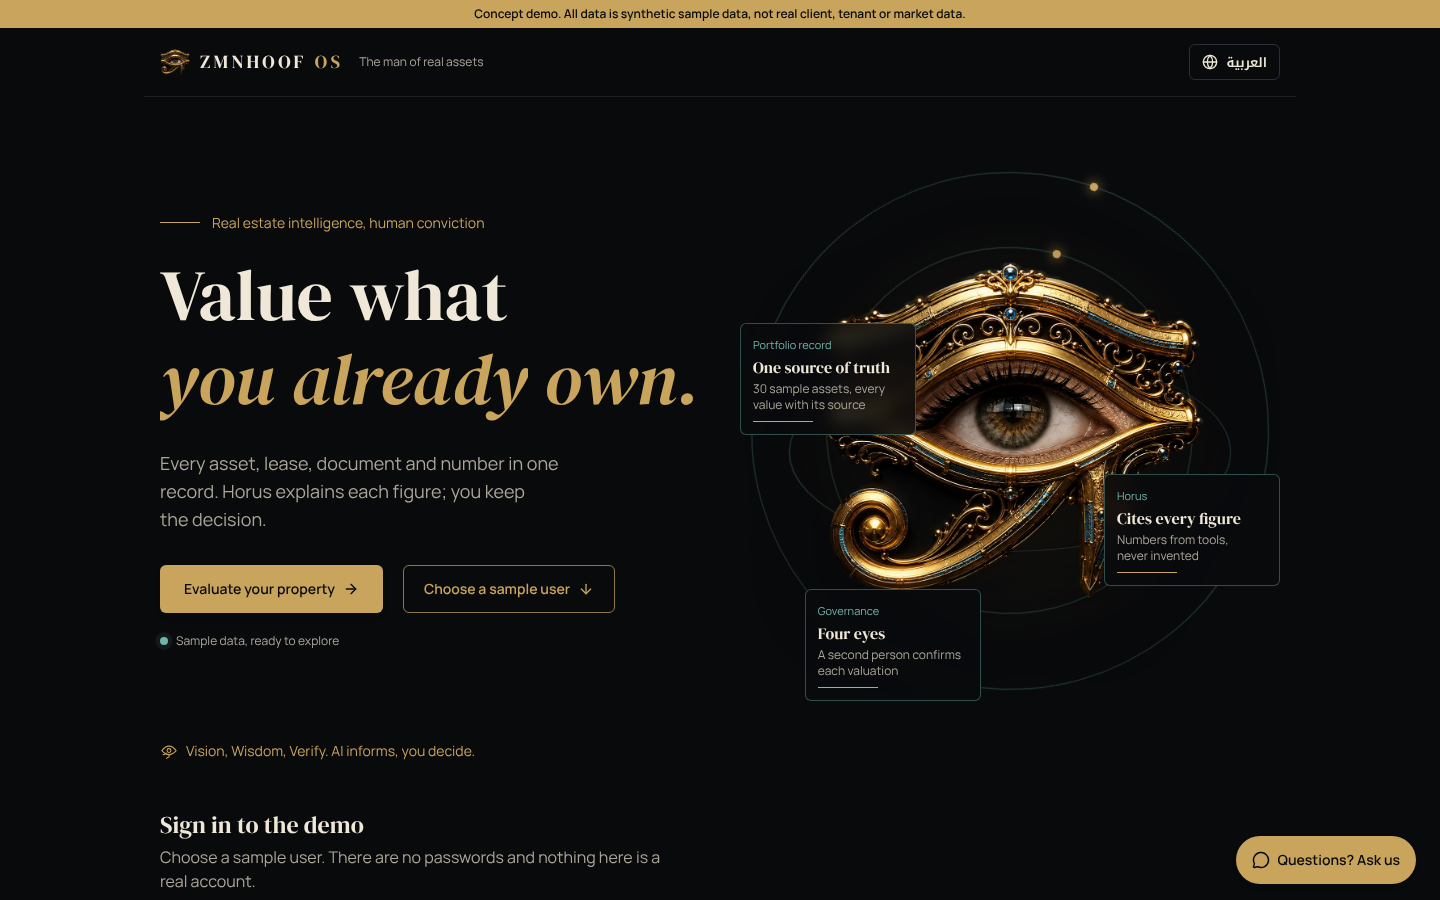 Concept demo. All data is synthetic sample data, not real client, tenant or market data.
ZMNHOOF OS
The man of real assets
العربية
Real estate intelligence, human conviction
Value what
you already own.
Every asset, lease, document and number in one
record. Horus explains each figure; you keep
the decision.
Evaluate your property
Choose a sample user
Sample data, ready to explore
Portfolio record
One source of truth
30 sample assets, every
value with its source
Horus
Cites every figure
Numbers from tools,
never invented
Governance
Four eyes
A second person confirms
each valuation
Vision, Wisdom, Verify. AI informs, you decide.
Sign in to the demo
Choose a sample user. There are no passwords and nothing here is a
real account.
Questions? Ask us